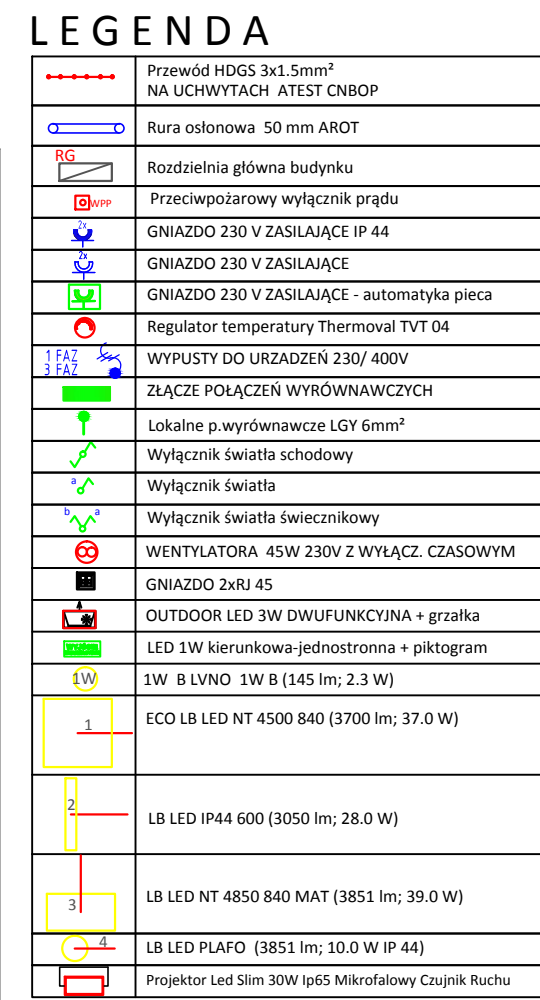 LEGENDA
Przewód HDGS 3x1.5mm²
NA UCHWYTACH ATEST CNBOP
Rura osłonowa 50 mm AROT
RG
Rozdzielnia główna budynku
WPP
Przeciwpożarowy wyłącznik prądu
2x
GNIAZDO 230 V ZASILAJĄCE IP 44
2x
GNIAZDO 230 V ZASILAJĄCE
GNIAZDO 230 V ZASILAJĄCE - automatyka pieca
Regulator temperatury Thermoval TVT 04
1 FAZ
3 FAZ
WYPUSTY DO URZADZEŃ 230/ 400V
ZŁĄCZE POŁĄCZEŃ WYRÓWNAWCZYCH
Lokalne p.wyrównawcze LGY 6mm²
Wyłącznik światła schodowy
a
Wyłącznik światła
b a
Wyłącznik światła świecznikowy
WENTYLATORA 45W 230V Z WYŁĄCZ. CZASOWYM
GNIAZDO 2xRJ 45
OUTDOOR LED 3W DWUFUNKCYJNA + grzałka
LED 1W kierunkowa-jednostronna + piktogram
1W
1W B LVNO 1W B (145 lm; 2.3 W)
1
ECO LB LED NT 4500 840 (3700 lm; 37.0 W)
2
LB LED IP44 600 (3050 lm; 28.0 W)
3
LB LED NT 4850 840 MAT (3851 lm; 39.0 W)
4
LB LED PLAFO (3851 lm; 10.0 W IP 44)
Projektor Led Slim 30W Ip65 Mikrofalowy Czujnik Ruchu